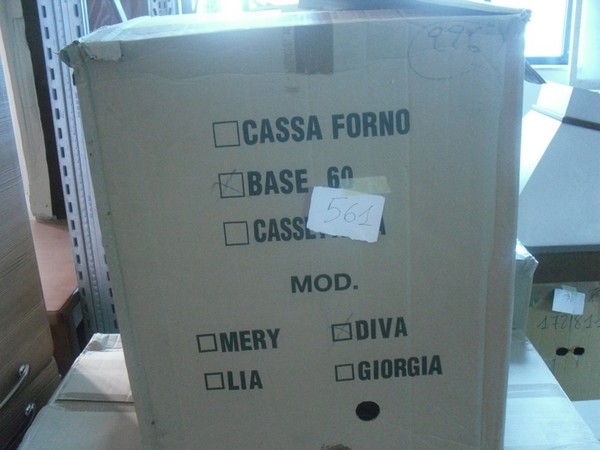 CASSA FORNO
BASE 60
561
MOD.
MERY
DIVA
LIA
GIORGIA